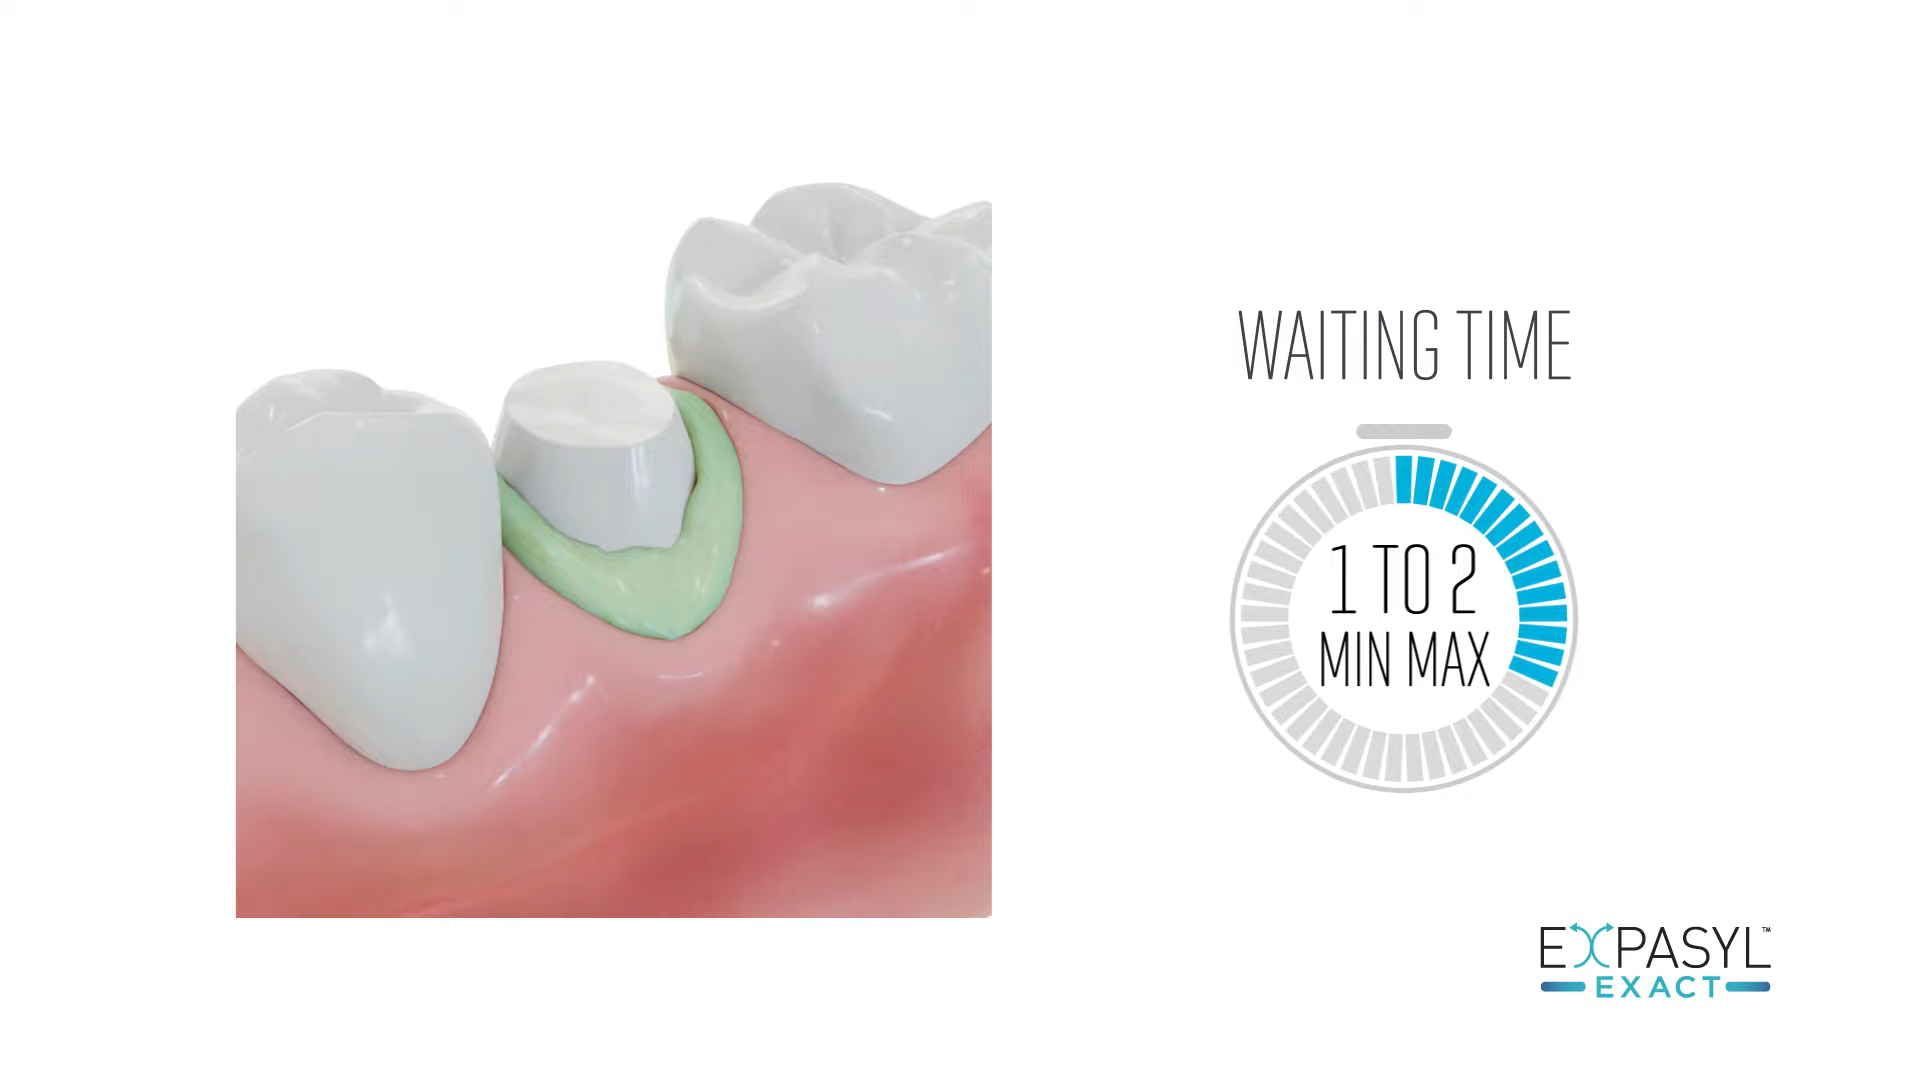 WAITING TIME
1 TO 2
MIN MAX
EXPASYL™
EXACT